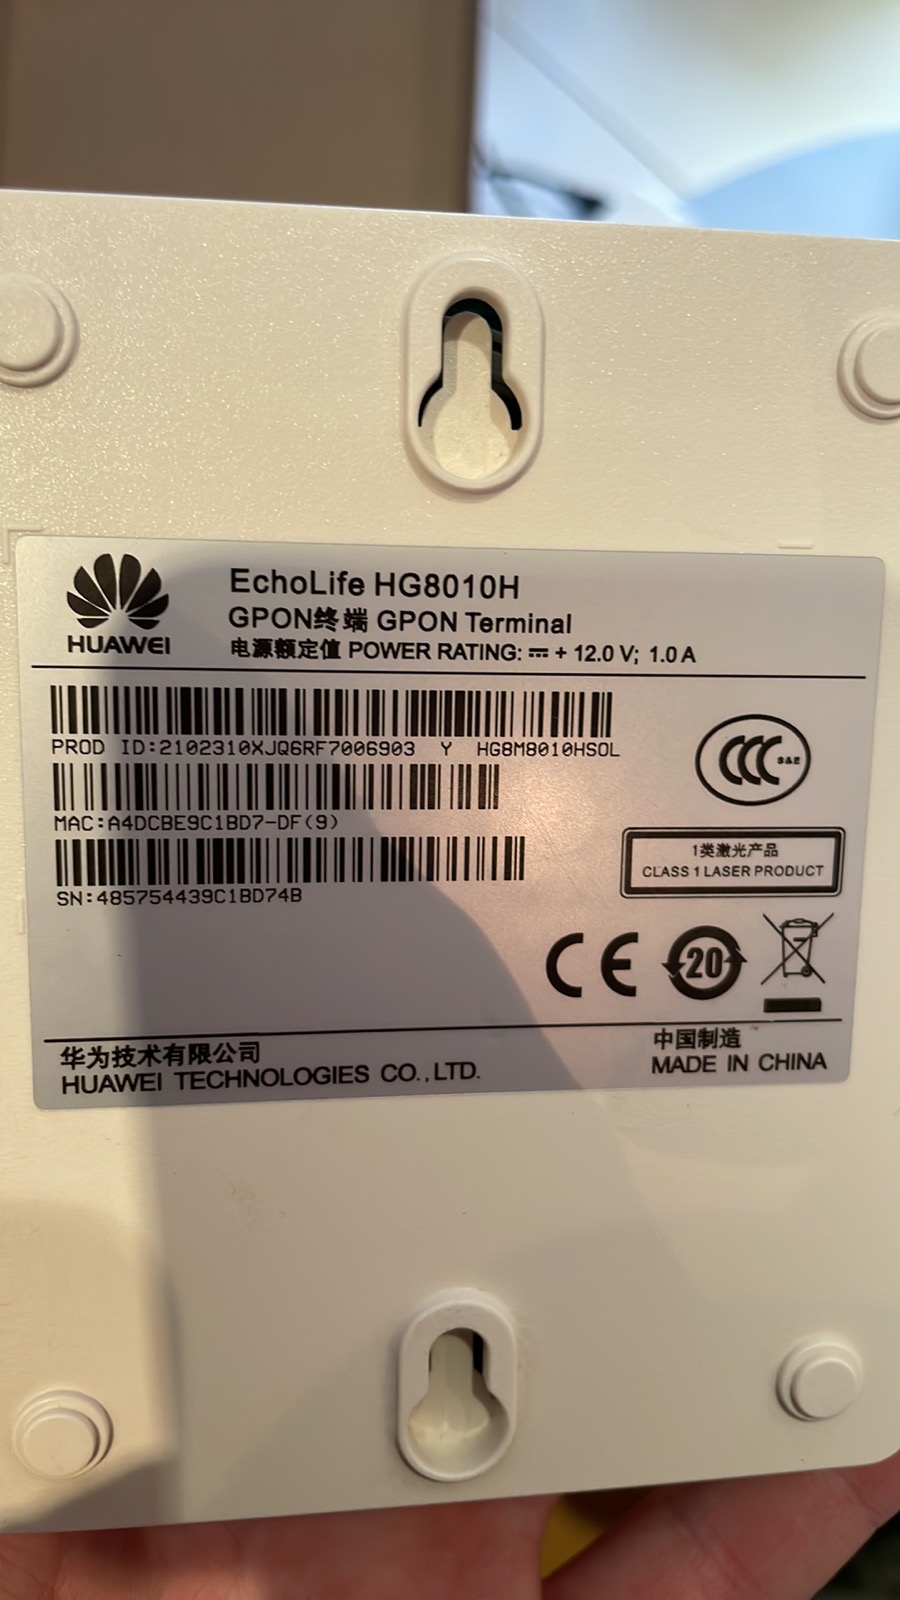 HUAWEI
EchoLife HG8010H
GPON终端 GPON Terminal
电源额定值 POWER RATING: ⎓ + 12.0 V; 1.0 A
PROD ID:2102310XJQ6RF7006903 Y HG8M8010HSOL
MAC:A4DCBE9C1BD7-DF(9)
SN:485754439C1BD74B
CCC S&E
1类激光产品
CLASS 1 LASER PRODUCT
CE 20
华为技术有限公司
HUAWEI TECHNOLOGIES CO.,LTD.
中国制造
MADE IN CHINA